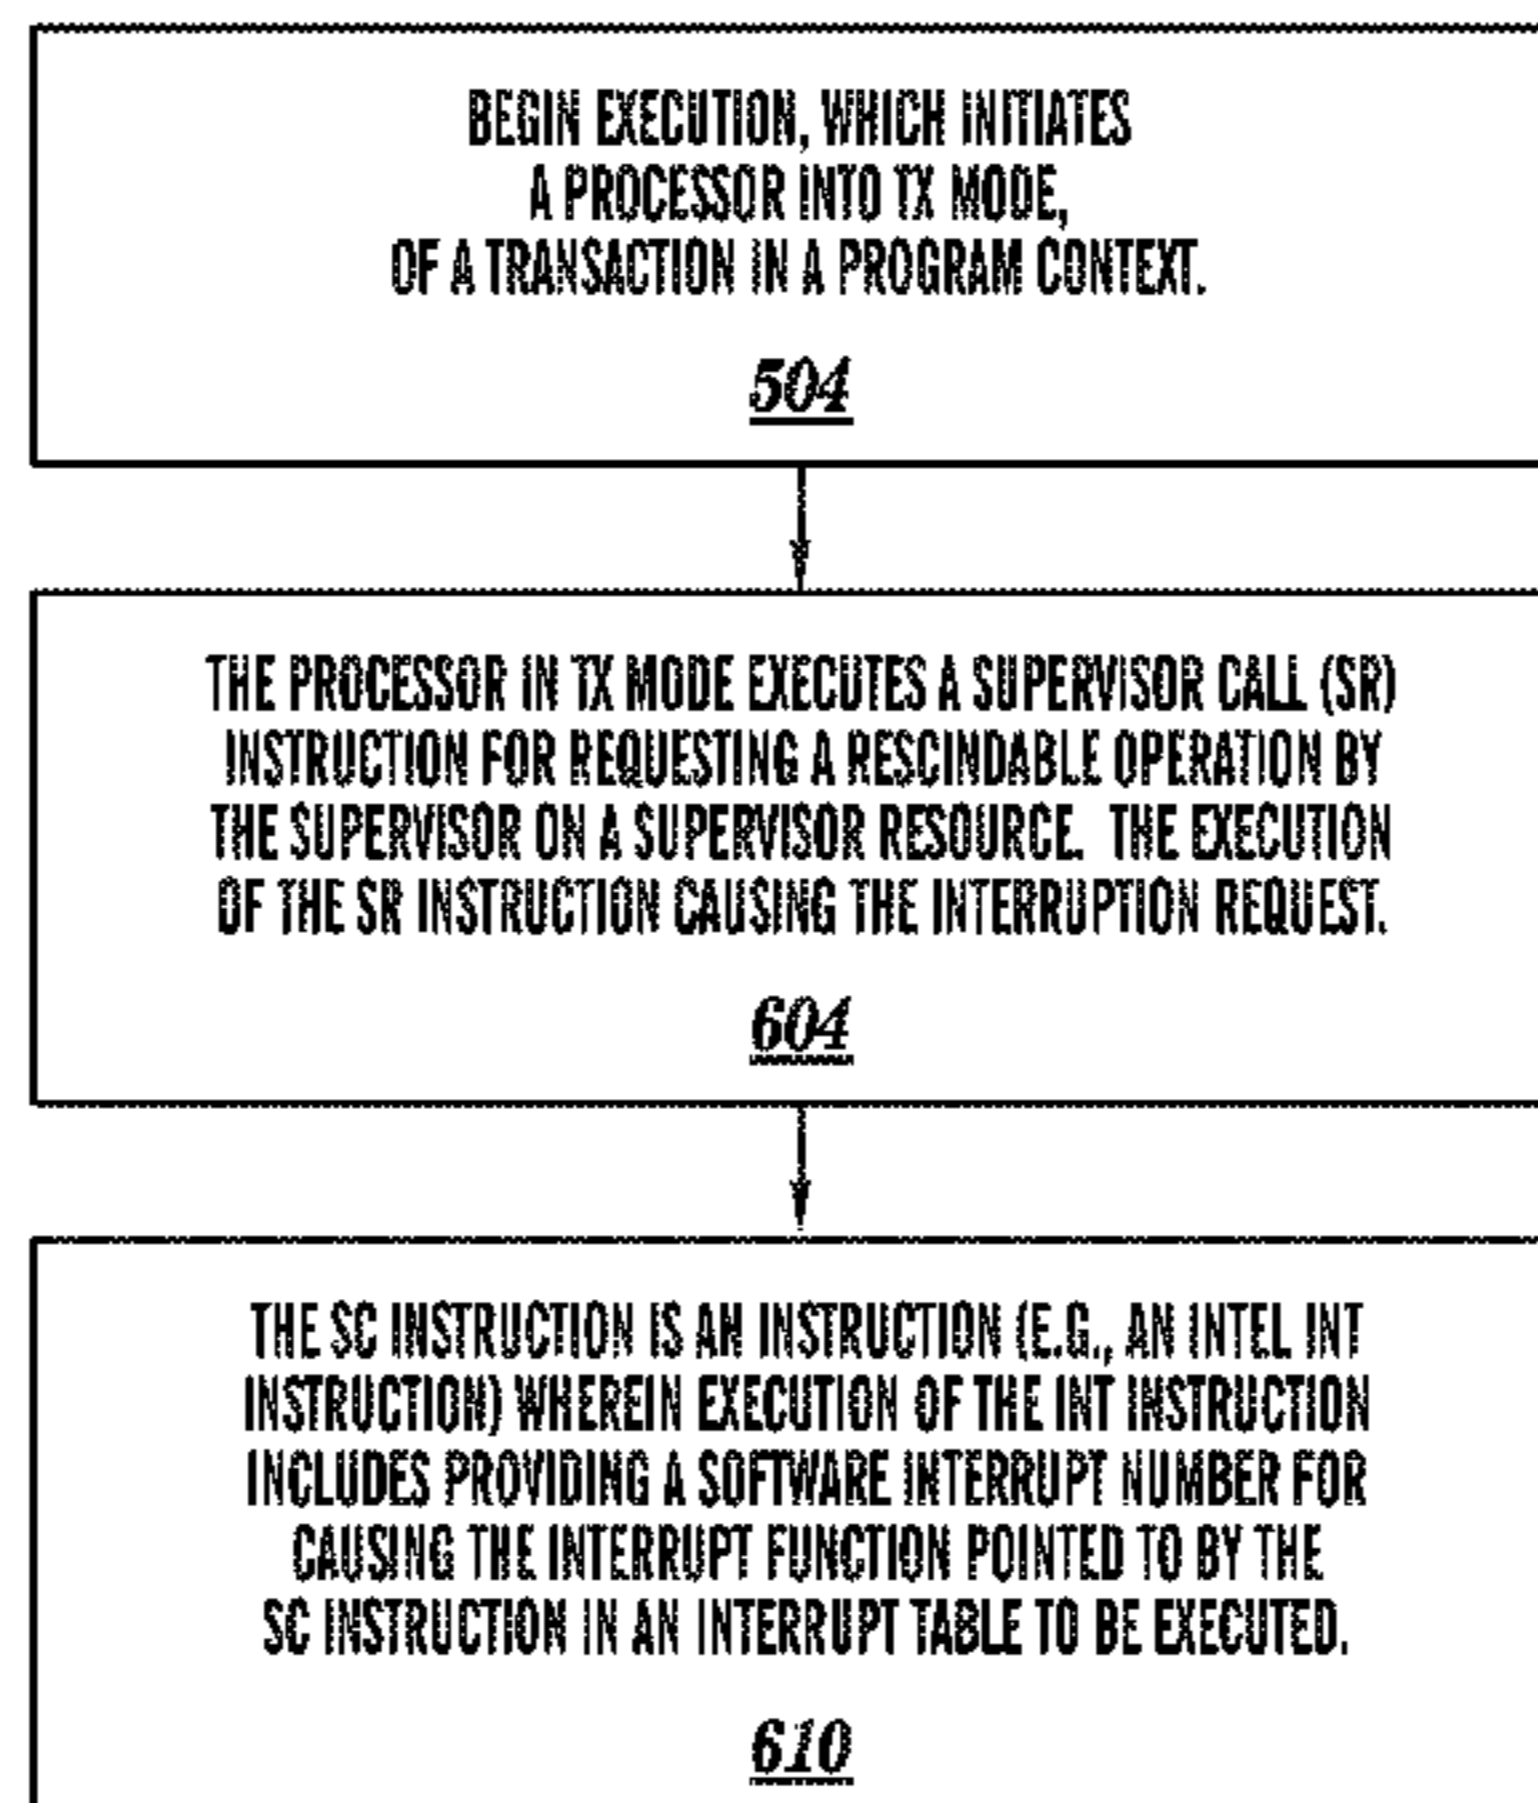 BEGIN EXECUTION, WHICH INITIATES
A PROCESSOR INTO TX MODE,
OF A TRANSACTION IN A PROGRAM CONTEXT.
504
THE PROCESSOR IN TX MODE EXECUTES A SUPERVISOR CALL (SR)
INSTRUCTION FOR REQUESTING A RESCINDABLE OPERATION BY
THE SUPERVISOR ON A SUPERVISOR RESOURCE. THE EXECUTION
OF THE SR INSTRUCTION CAUSING THE INTERRUPTION REQUEST.
604
THE SC INSTRUCTION IS AN INSTRUCTION (E.G., AN INTEL INT
INSTRUCTION) WHEREIN EXECUTION OF THE INT INSTRUCTION
INCLUDES PROVIDING A SOFTWARE INTERRUPT NUMBER FOR
CAUSING THE INTERRUPT FUNCTION POINTED TO BY THE
SC INSTRUCTION IN AN INTERRUPT TABLE TO BE EXECUTED.
610